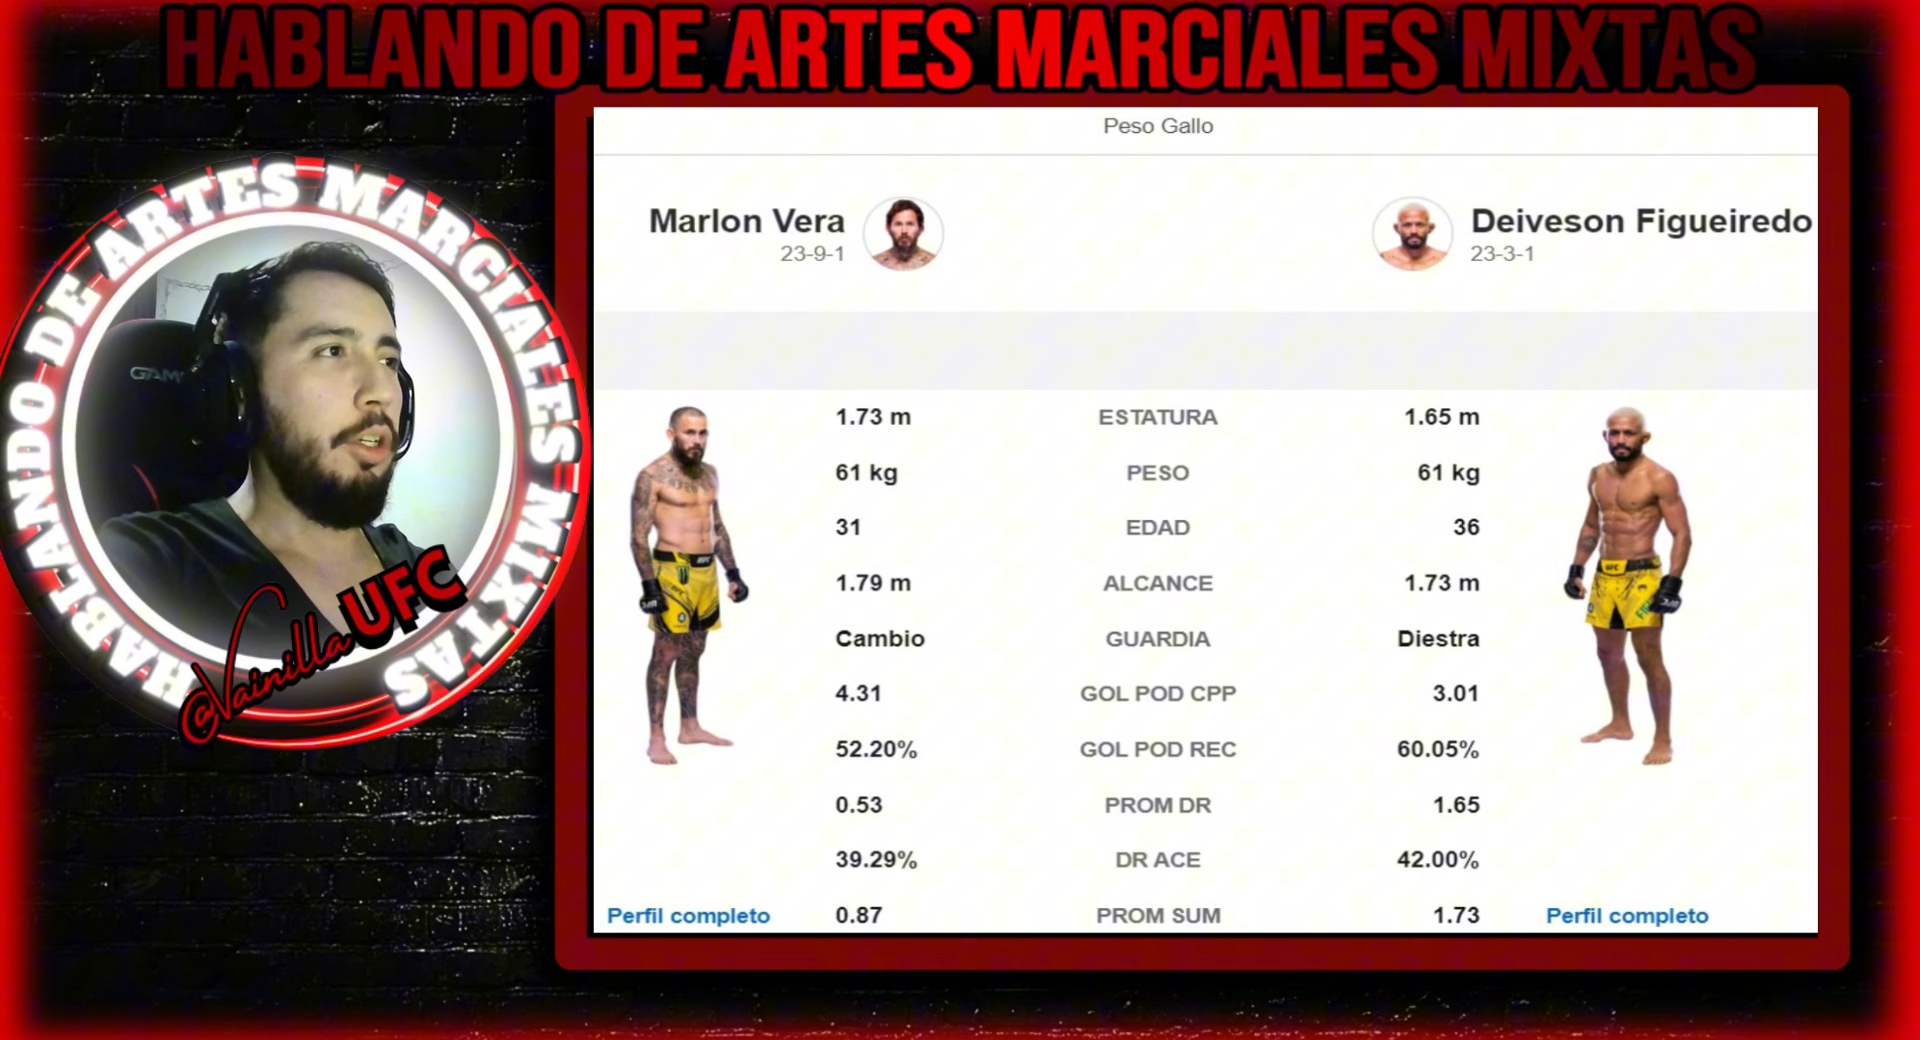 HABLANDO DE ARTES MARCIALES MIXTAS
HABLANDO DE ARTES MARCIALES MIXTAS
@Vainilla UFC
Peso Gallo
Marlon Vera
23-9-1
Deiveson Figueiredo
23-3-1
1.73 m ESTATURA 1.65 m
61 kg PESO 61 kg
31 EDAD 36
1.79 m ALCANCE 1.73 m
Cambio GUARDIA Diestra
4.31 GOL POD CPP 3.01
52.20% GOL POD REC 60.05%
0.53 PROM DR 1.65
39.29% DR ACE 42.00%
Perfil completo 0.87 PROM SUM 1.73 Perfil completo